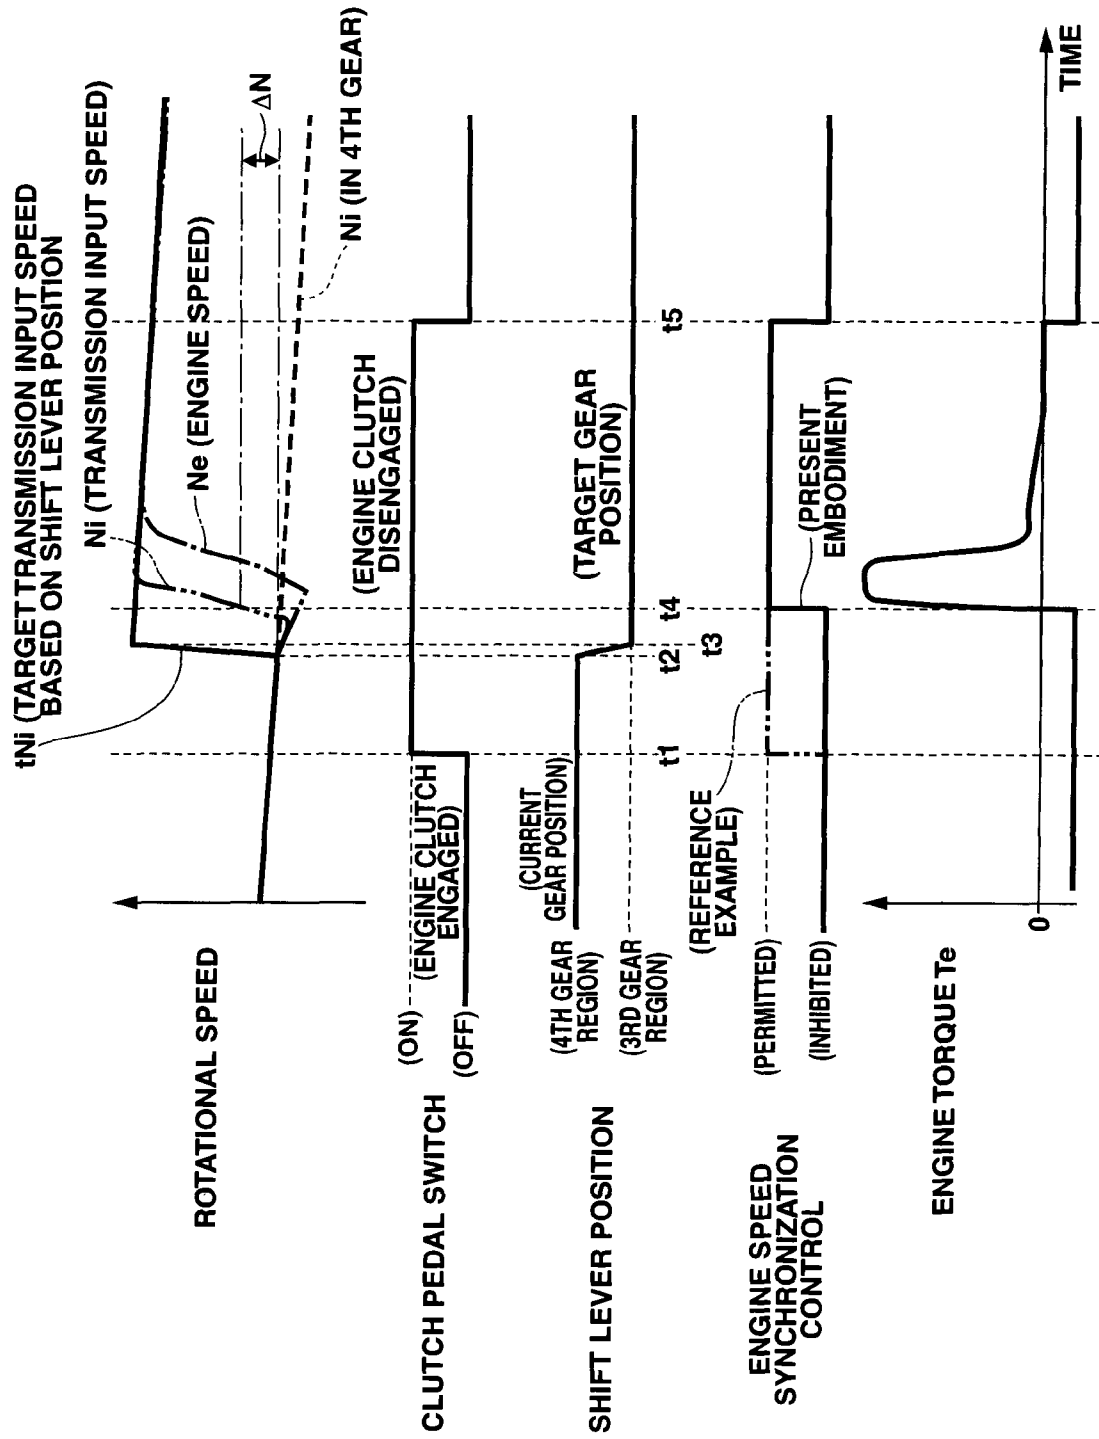 tNi (TARGET TRANSMISSION INPUT SPEED
BASED ON SHIFT LEVER POSITION
Ni (TRANSMISSION INPUT SPEED)
Ne (ENGINE SPEED)
ΔN
Ni (IN 4TH GEAR)
ROTATIONAL SPEED
CLUTCH PEDAL SWITCH
(ON)
(OFF)
(ENGINE CLUTCH
ENGAGED)
(ENGINE CLUTCH
DISENGAGED)
SHIFT LEVER POSITION
(4TH GEAR
REGION)
(3RD GEAR
REGION)
(CURRENT
GEAR POSITION)
(TARGET GEAR
POSITION)
t1
t2
t3
t4
t5
ENGINE SPEED
SYNCHRONIZATION
CONTROL
(PERMITTED)
(INHIBITED)
(REFERENCE
EXAMPLE)
(PRESENT
EMBODIMENT)
ENGINE TORQUE Te
0
TIME